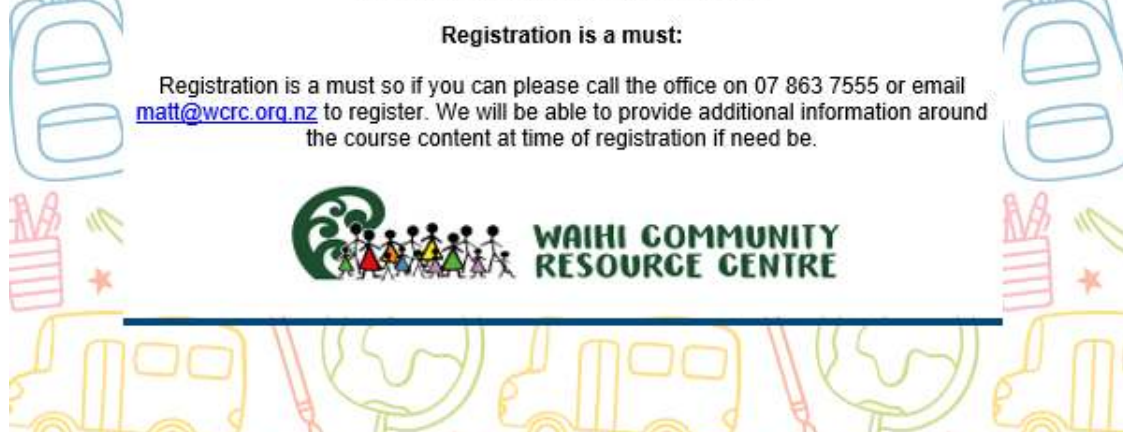 Registration is a must:
Registration is a must so if you can please call the office on 07 863 7555 or email
matt@wcrc.org.nz to register. We will be able to provide additional information around
the course content at time of registration if need be.
WAIHI COMMUNITY
RESOURCE CENTRE